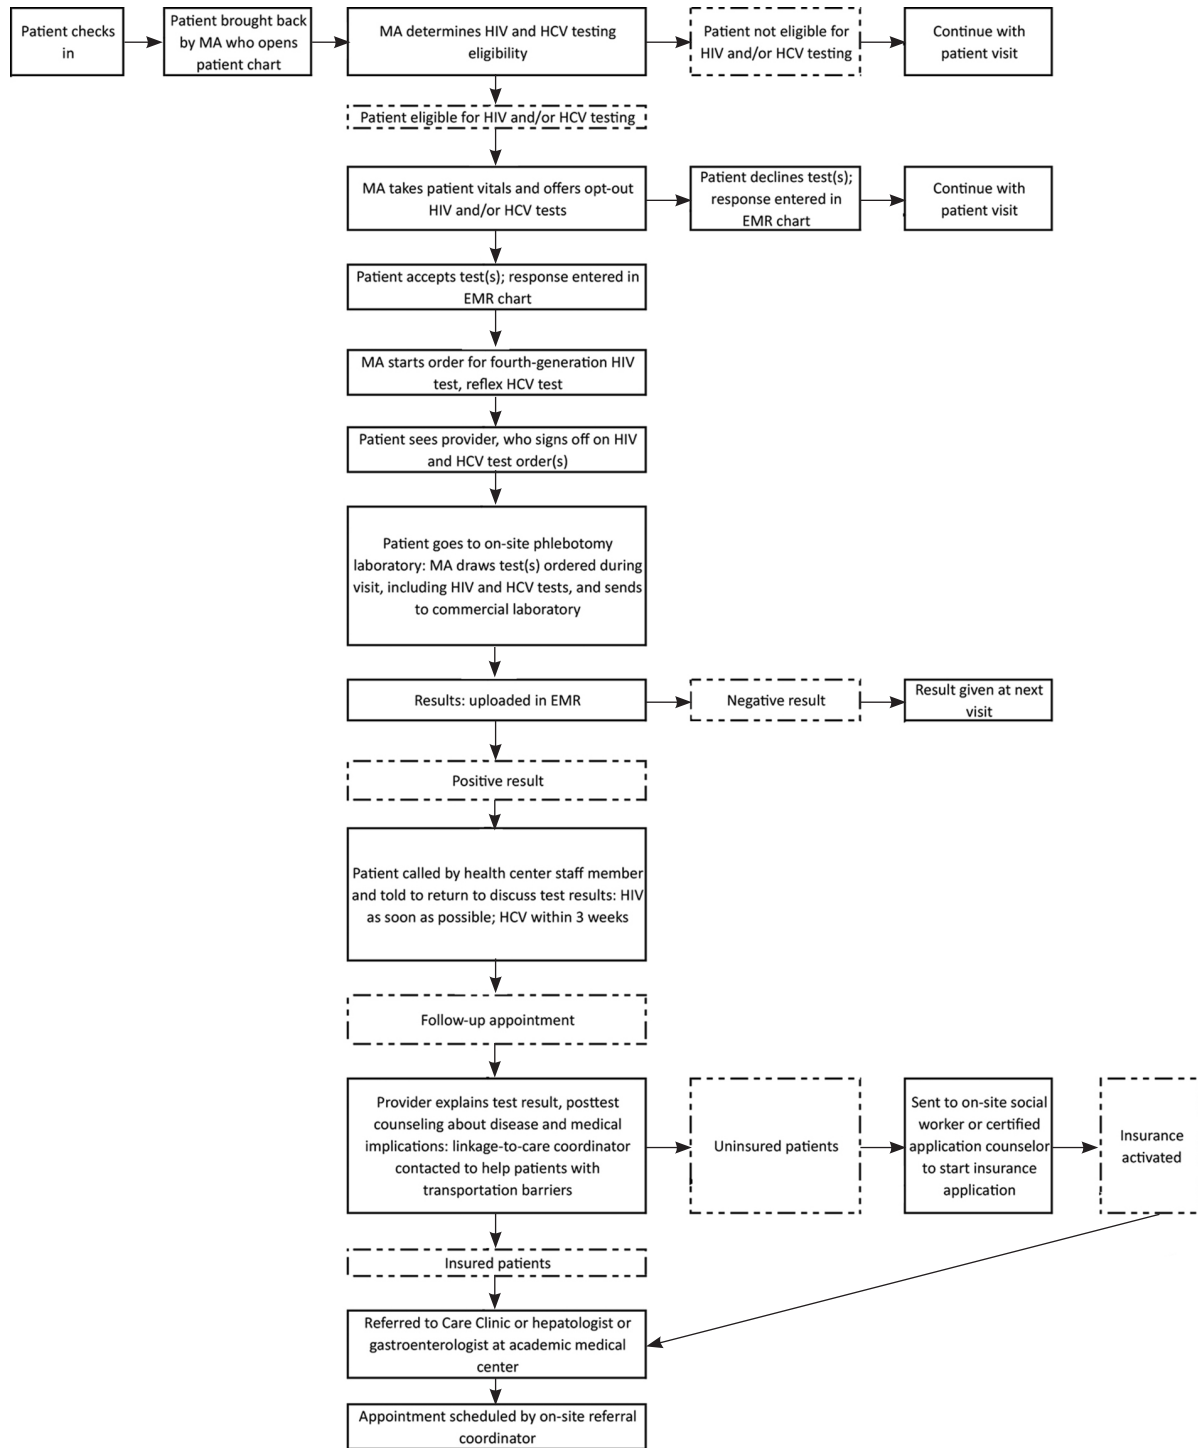 Patient checks
in
Patient brought back
by MA who opens
patient chart
MA determines HIV and HCV testing
eligibility
Patient not eligible for
HIV and/or HCV testing
Continue with
patient visit
Patient eligible for HIV and/or HCV testing
MA takes patient vitals and offers opt-out
HIV and/or HCV tests
Patient declines test(s);
response entered in
EMR chart
Continue with
patient visit
Patient accepts test(s); response entered in
EMR chart
MA starts order for fourth-generation HIV
test, reflex HCV test
Patient sees provider, who signs off on HIV
and HCV test order(s)
Patient goes to on-site phlebotomy
laboratory: MA draws test(s) ordered during
visit, including HIV and HCV tests, and sends
to commercial laboratory
Results: uploaded in EMR
Negative result
Result given at next
visit
Positive result
Patient called by health center staff member
and told to return to discuss test results: HIV
as soon as possible; HCV within 3 weeks
Follow-up appointment
Provider explains test result, posttest
counseling about disease and medical
implications: linkage-to-care coordinator
contacted to help patients with
transportation barriers
Uninsured patients
Sent to on-site social
worker or certified
application counselor
to start insurance
application
Insurance
activated
Insured patients
Referred to Care Clinic or hepatologist or
gastroenterologist at academic medical
center
Appointment scheduled by on-site referral
coordinator